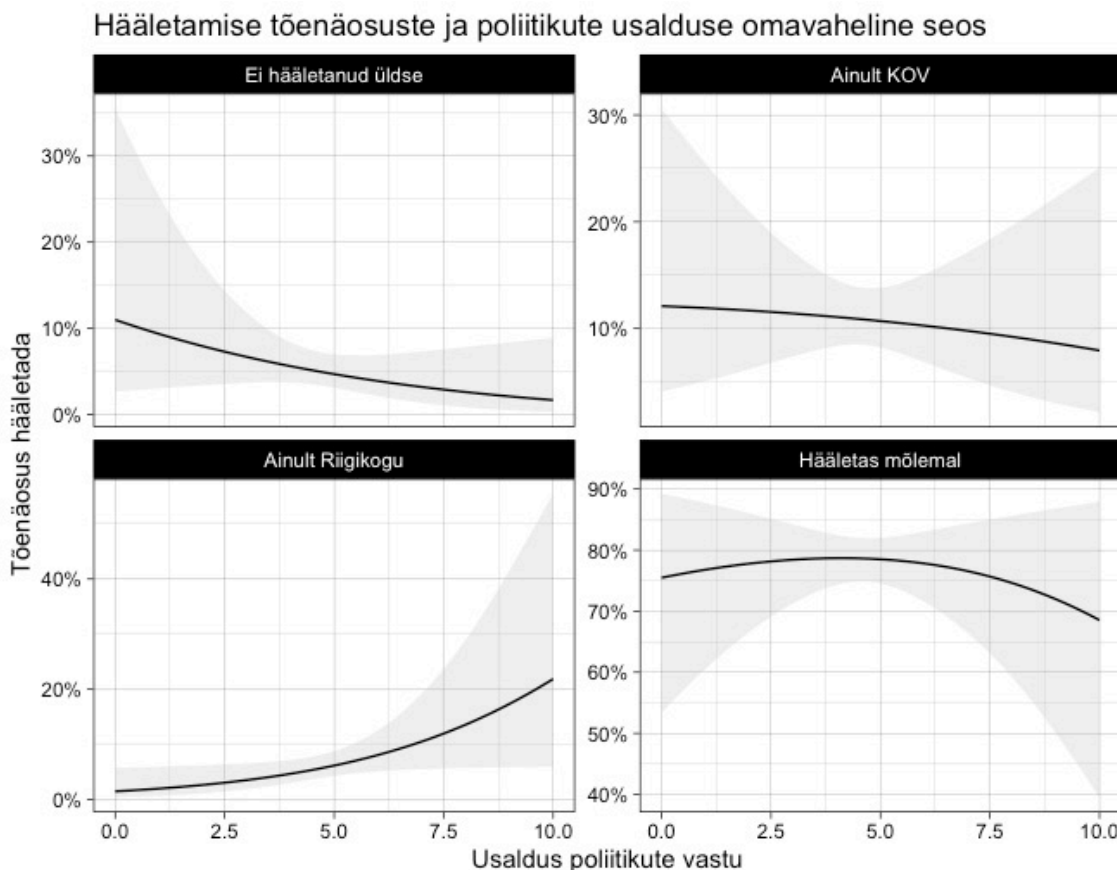 Hääletamise tõenäosuste ja poliitikute usalduse omavaheline seos
Ei hääletanud üldse
Ainult KOV
30%
20%
10%
0%
30%
20%
10%
Ainult Riigikogu
Hääletas mõlemal
40%
20%
0%
90%
80%
70%
60%
50%
40%
0.0 2.5 5.0 7.5 10.0
0.0 2.5 5.0 7.5 10.0
Tõenäosus hääletada
Usaldus poliitikute vastu